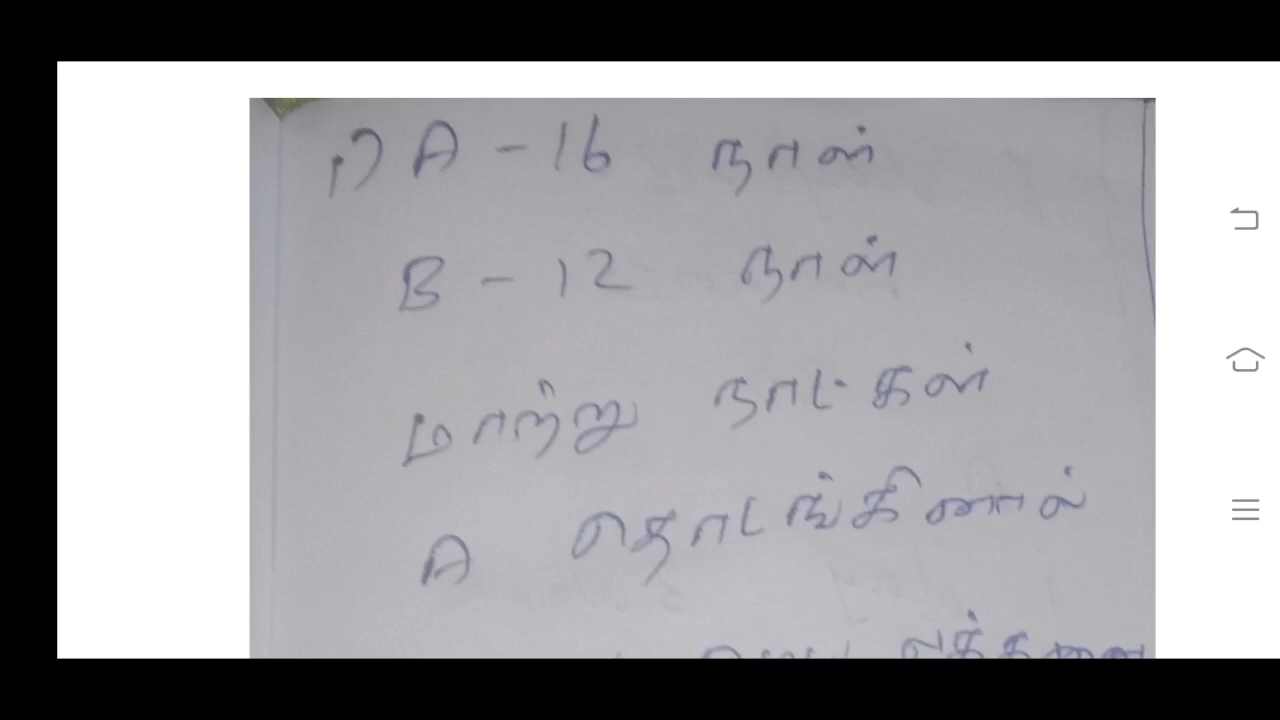 1) A - 16 நாள்
B - 12 நாள்
மாற்று நாட்கள்
A தொடங்கினால்